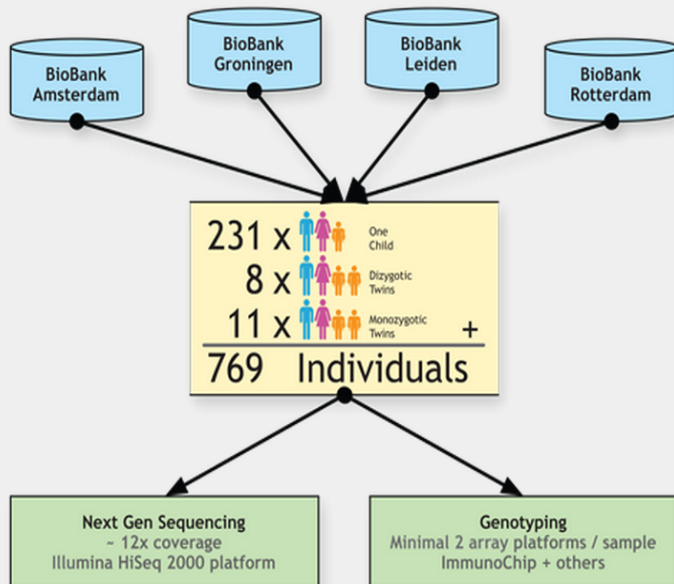 BioBank
Amsterdam
BioBank
Groningen
BioBank
Leiden
BioBank
Rotterdam
231 x One
Child
8 x Dizygotic
Twins
11 x Monozygotic
Twins +
769 Individuals
Next Gen Sequencing
~ 12x coverage
Illumina HiSeq 2000 platform
Genotyping
Minimal 2 array platforms / sample
ImmunoChip + others